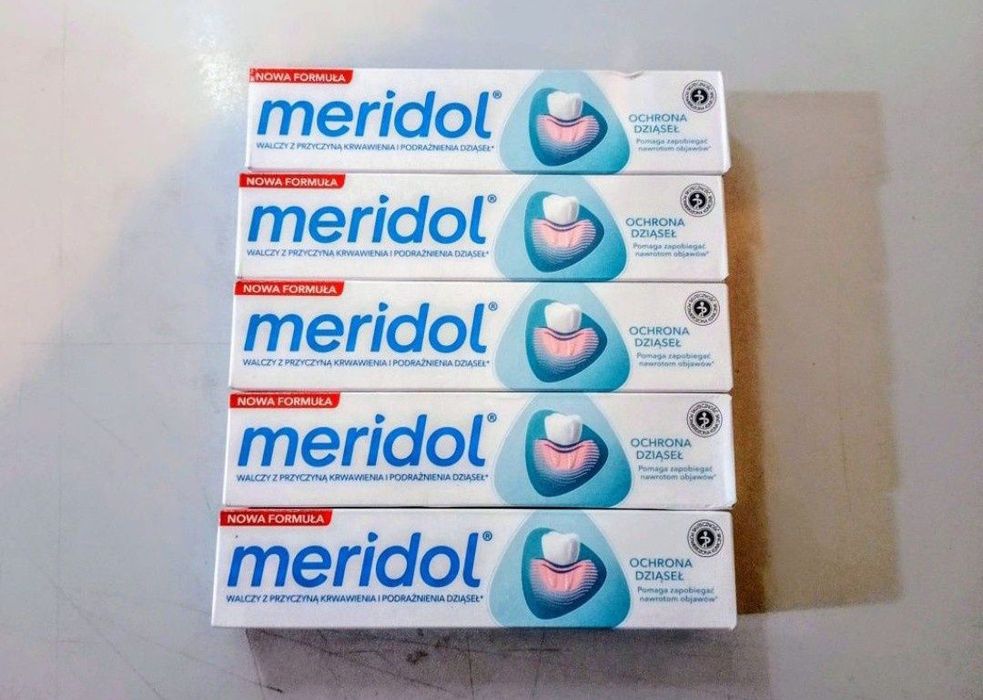 NOWA FORMUŁA
meridol®
WALCZY Z PRZYCZYNĄ KRWAWIENIA I PODRAŻNIENIA DZIĄSEŁ*
OCHRONA
DZIĄSEŁ
Pomaga zapobiegać
nawrotom objawów*
NOWA FORMUŁA
meridol®
WALCZY Z PRZYCZYNĄ KRWAWIENIA I PODRAŻNIENIA DZIĄSEŁ*
OCHRONA
DZIĄSEŁ
Pomaga zapobiegać
nawrotom objawów*
NOWA FORMUŁA
meridol®
WALCZY Z PRZYCZYNĄ KRWAWIENIA I PODRAŻNIENIA DZIĄSEŁ*
OCHRONA
DZIĄSEŁ
Pomaga zapobiegać
nawrotom objawów*
NOWA FORMUŁA
meridol®
WALCZY Z PRZYCZYNĄ KRWAWIENIA I PODRAŻNIENIA DZIĄSEŁ*
OCHRONA
DZIĄSEŁ
Pomaga zapobiegać
nawrotom objawów*
NOWA FORMUŁA
meridol®
WALCZY Z PRZYCZYNĄ KRWAWIENIA I PODRAŻNIENIA DZIĄSEŁ*
OCHRONA
DZIĄSEŁ
Pomaga zapobiegać
nawrotom objawów*